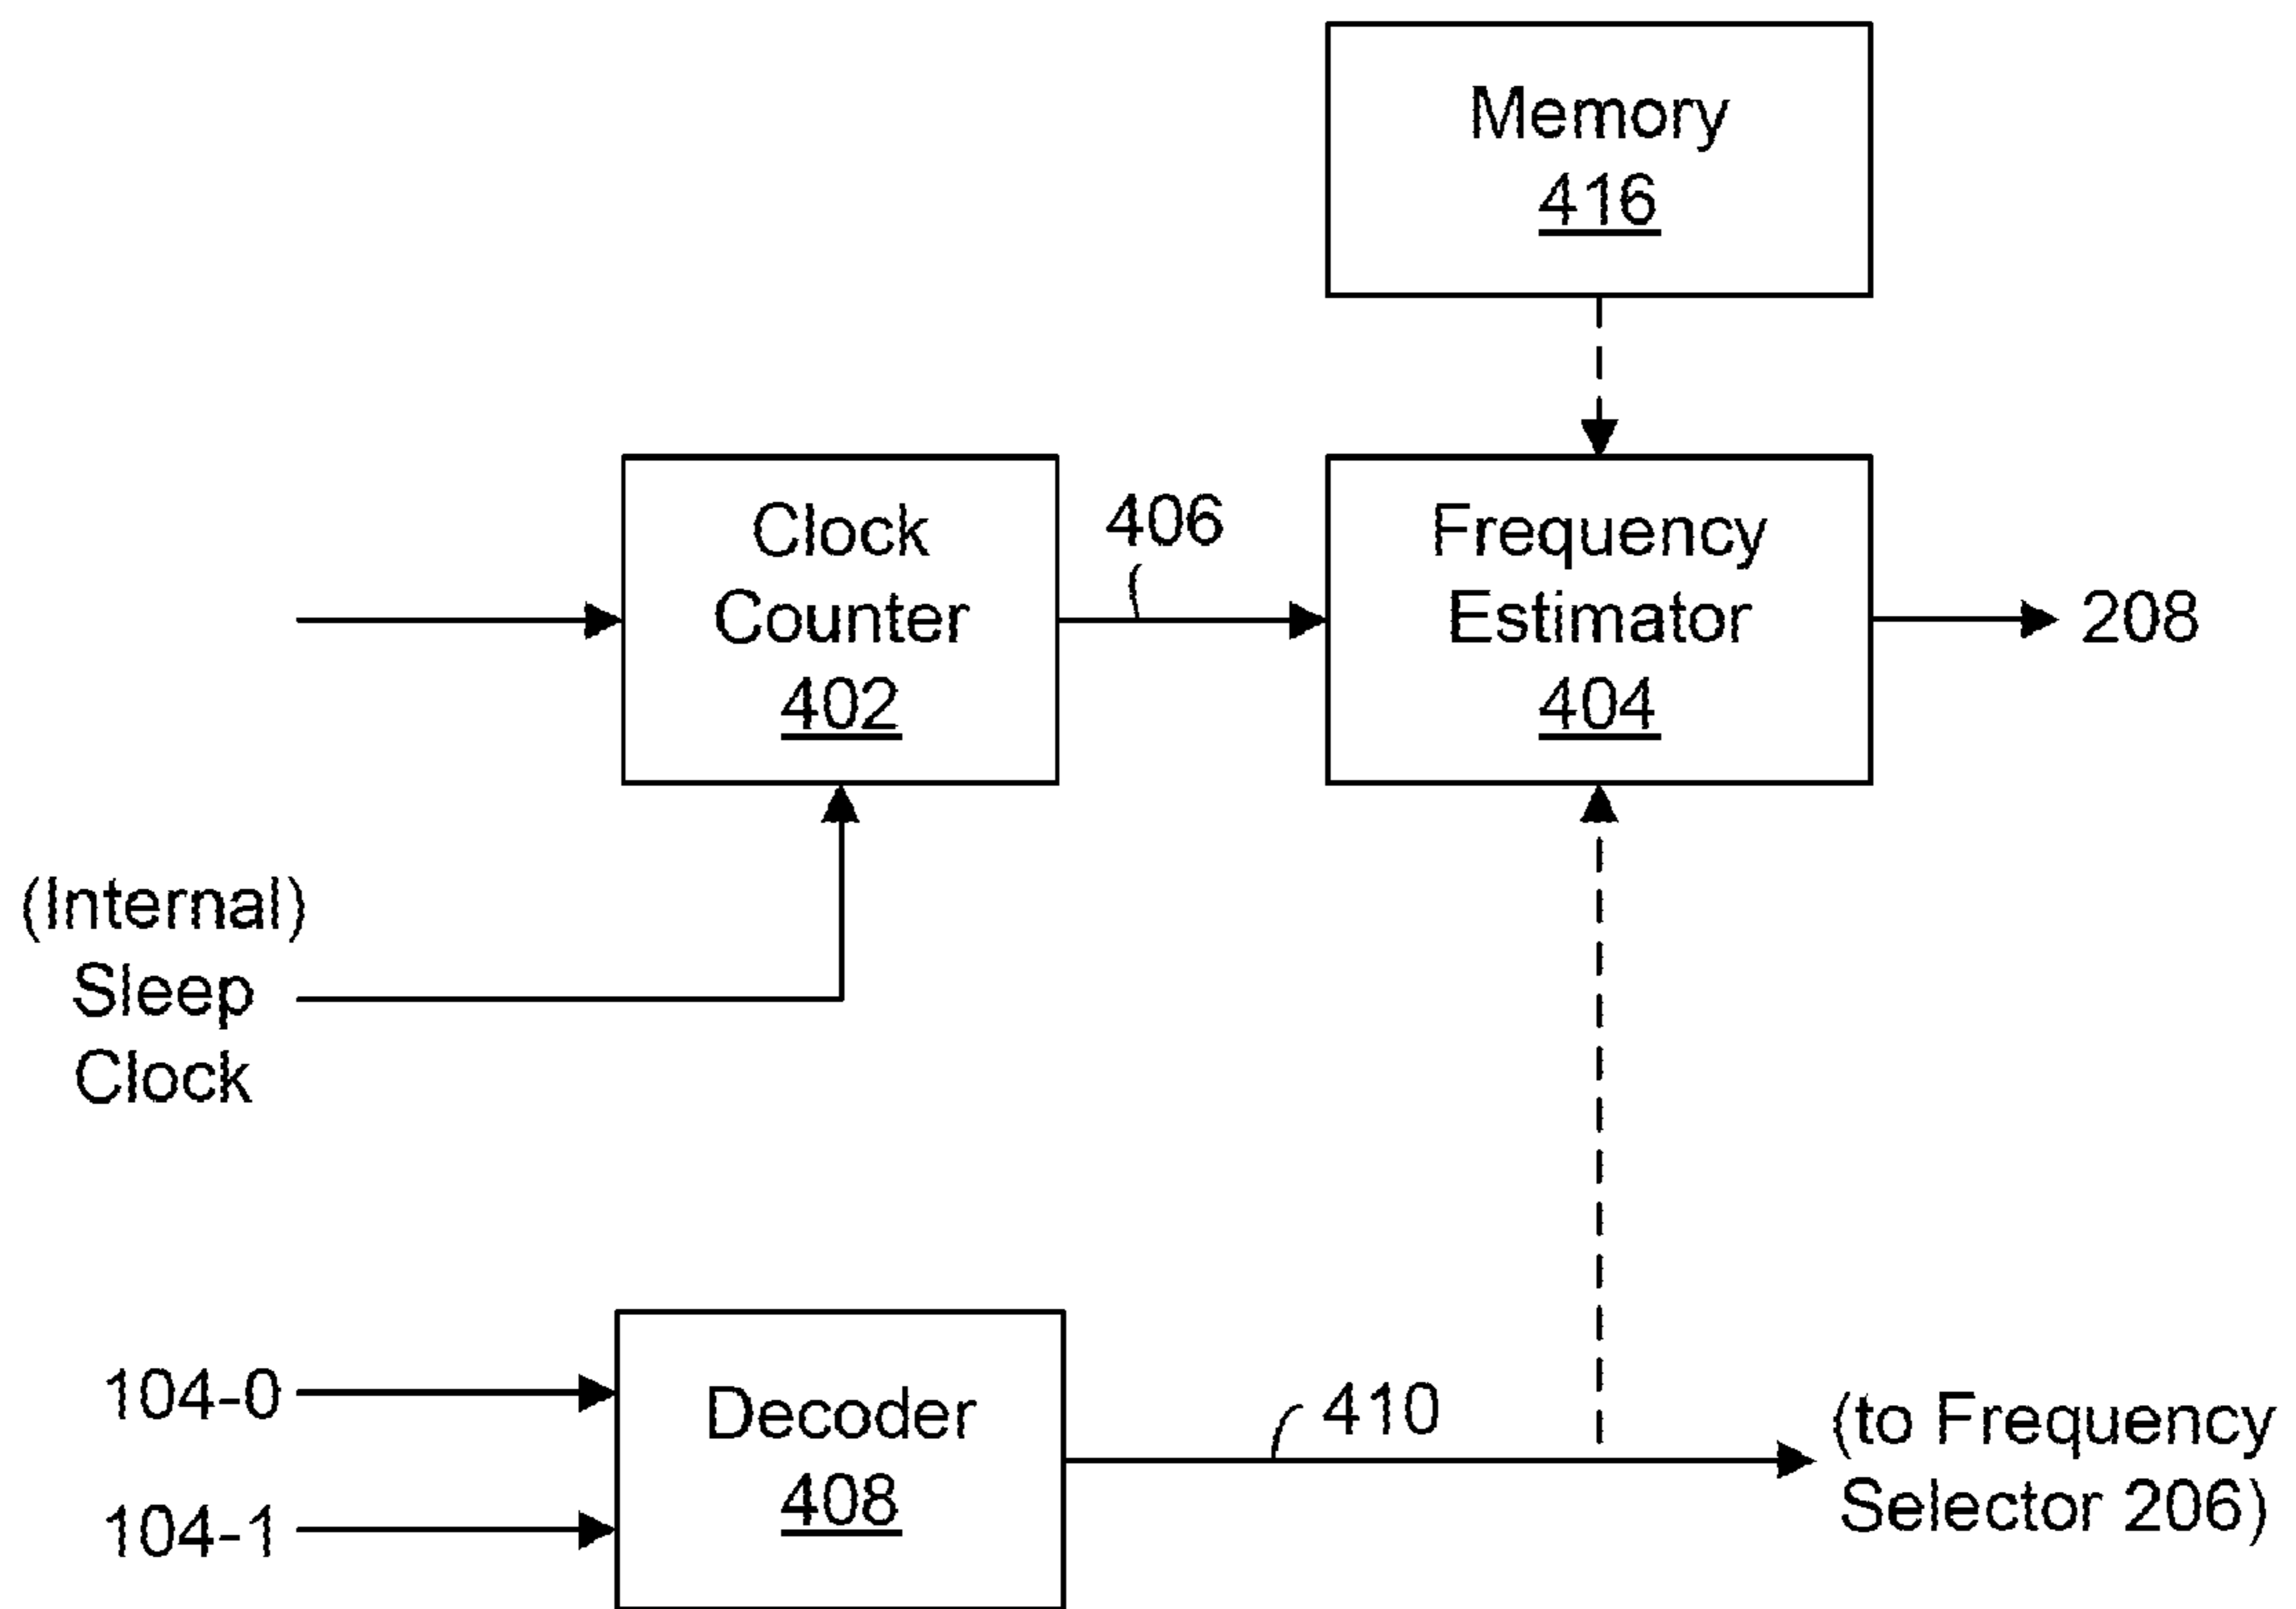 Memory
416
Clock
Counter
402
406
Frequency
Estimator
404
208
(Internal)
Sleep
Clock
104-0
104-1
Decoder
408
410
(to Frequency
Selector 206)